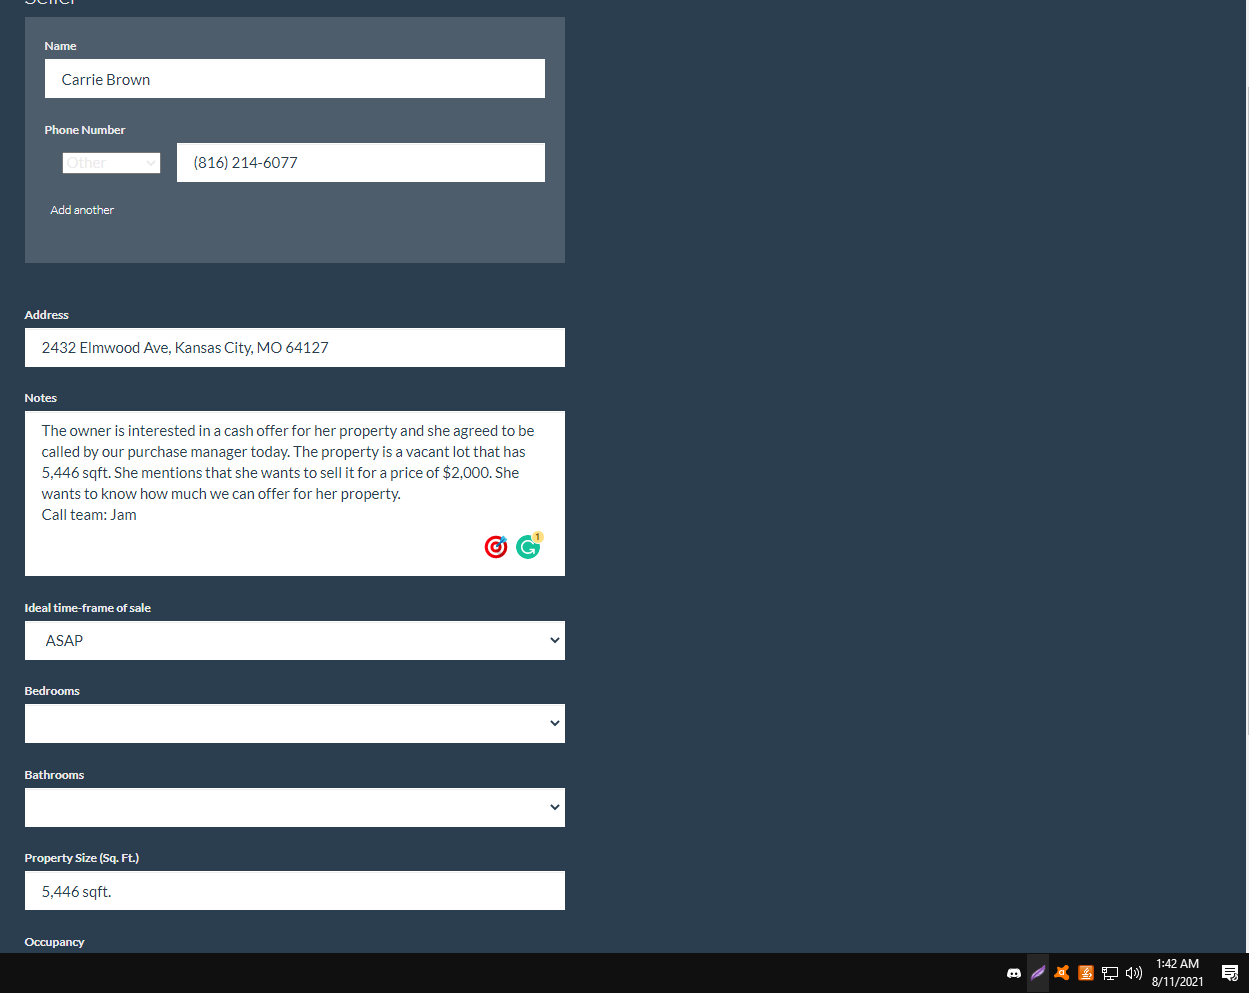 Seller
Name
Carrie Brown
Phone Number
Other
(816) 214-6077
Add another
Address
2432 Elmwood Ave, Kansas City, MO 64127
Notes
The owner is interested in a cash offer for her property and she agreed to be
called by our purchase manager today. The property is a vacant lot that has
5,446 sqft. She mentions that she wants to sell it for a price of $2,000. She
wants to know how much we can offer for her property.
Call team: Jam
1
Ideal time-frame of sale
ASAP
Bedrooms
Bathrooms
Property Size (Sq. Ft.)
5,446 sqft.
Occupancy
1:42 AM
8/11/2021